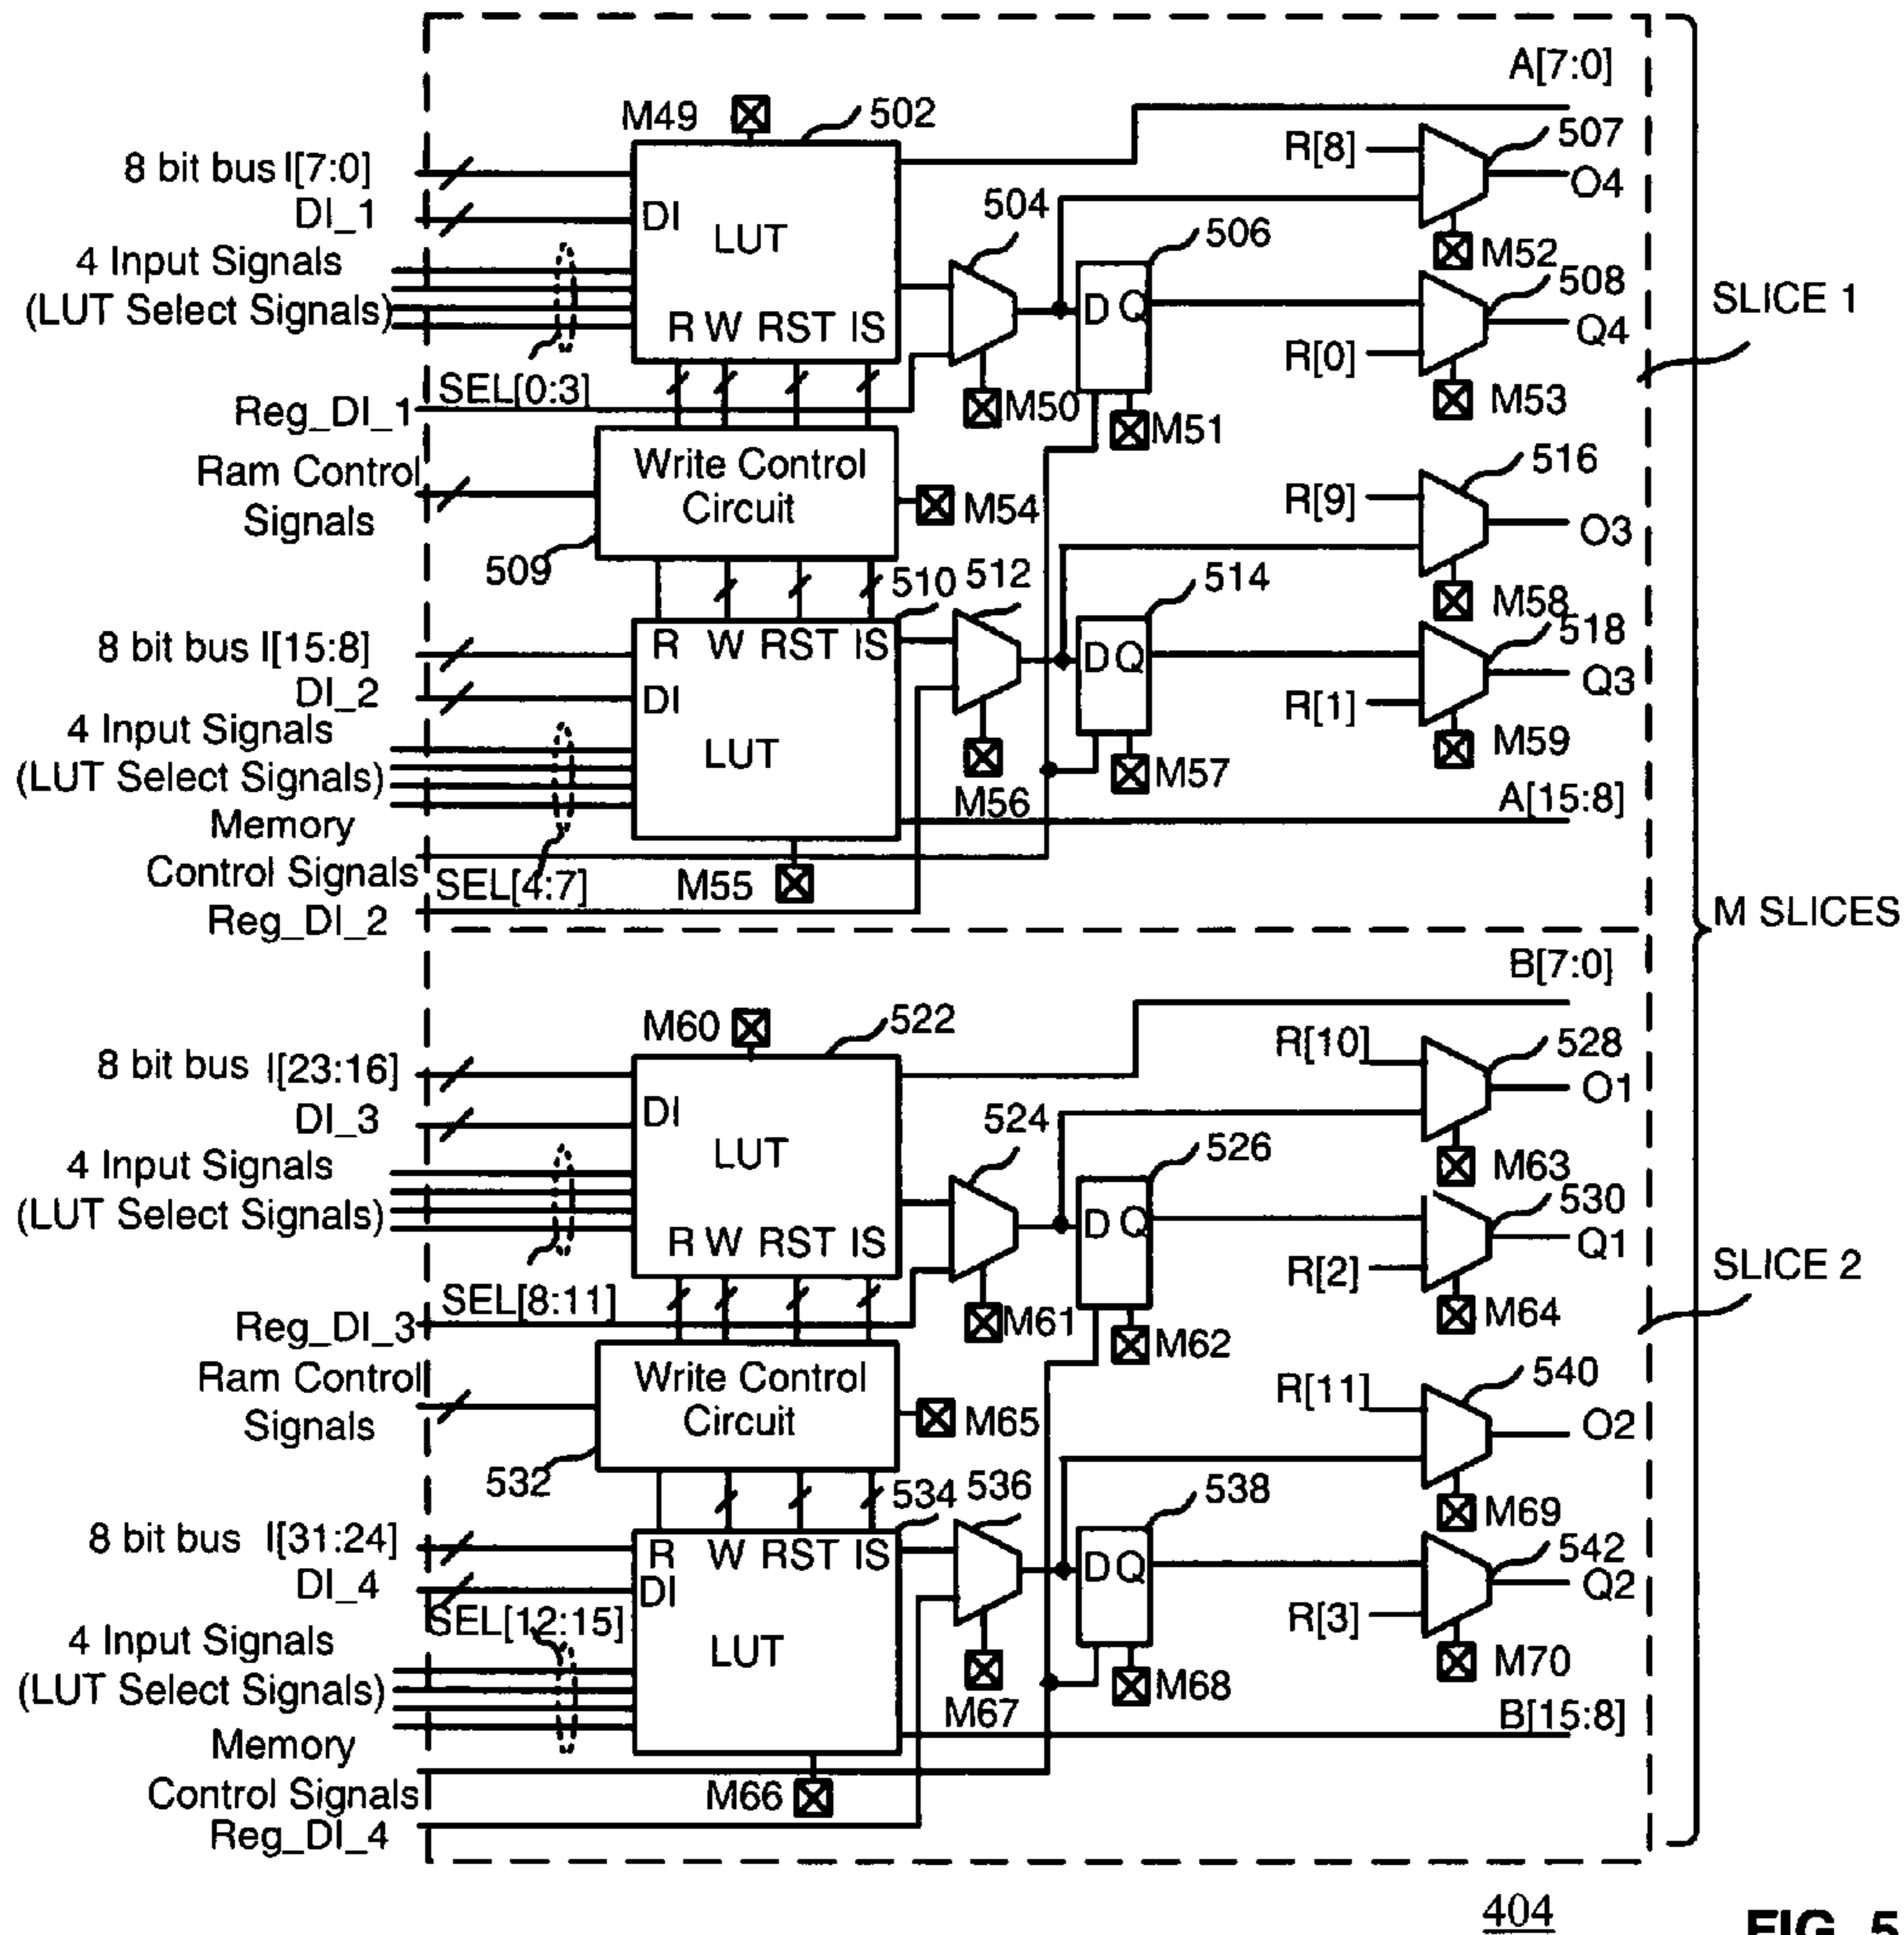 A[7:0]
M49
502
507
8 bit bus I[7:0]
R[8]
O4
DI_1
DI
LUT
504
506
M52
4 Input Signals
(LUT Select Signals)
508
SLICE 1
D Q
Q4
R W RST IS
R[0]
SEL[0:3]
Reg_DI_1
M50
M51
M53
Ram Control
Signals
Write Control
Circuit
M54
516
R[9]
O3
509
510
512
514
M58
518
8 bit bus I[15:8]
R W RST IS
D Q
Q3
DI_2
DI
R[1]
4 Input Signals
(LUT Select Signals)
LUT
M59
M57
M56
A[15:8]
Memory
Control Signals
SEL[4:7]
M55
Reg_DI_2
M SLICES
B[7:0]
M60
522
528
8 bit bus I[23:16]
R[10]
O1
DI_3
DI
LUT
524
526
M63
4 Input Signals
(LUT Select Signals)
530
D Q
Q1
R W RST IS
R[2]
SLICE 2
SEL[8:11]
Reg_DI_3
M61
M62
M64
Ram Control
Signals
Write Control
Circuit
M65
540
R[11]
O2
532
534
536
538
M69
542
8 bit bus I[31:24]
R W RST IS
D Q
Q2
DI_4
DI
SEL[12:15]
R[3]
4 Input Signals
(LUT Select Signals)
LUT
M70
M68
M67
B[15:8]
Memory
Control Signals
M66
Reg_DI_4
404
FIG. 5